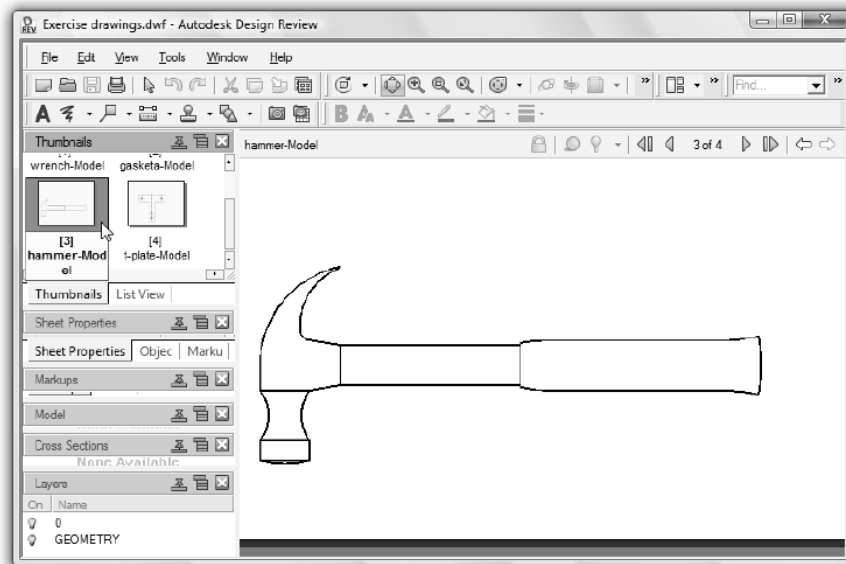 REV Exercise drawings.dwf - Autodesk Design Review
File Edit View Tools Window Help
Find...
A B A A
Thumbnails
hammer-Model
3 of 4
wrench-Model gasketa-Model
[3] [4]
hammer-Mod t-plate-Model
el
Thumbnails List View
Sheet Properties
Sheet Properties Objec Marku
Markups
Model
Cross Sections
None Available
Layers
On Name
0
GEOMETRY